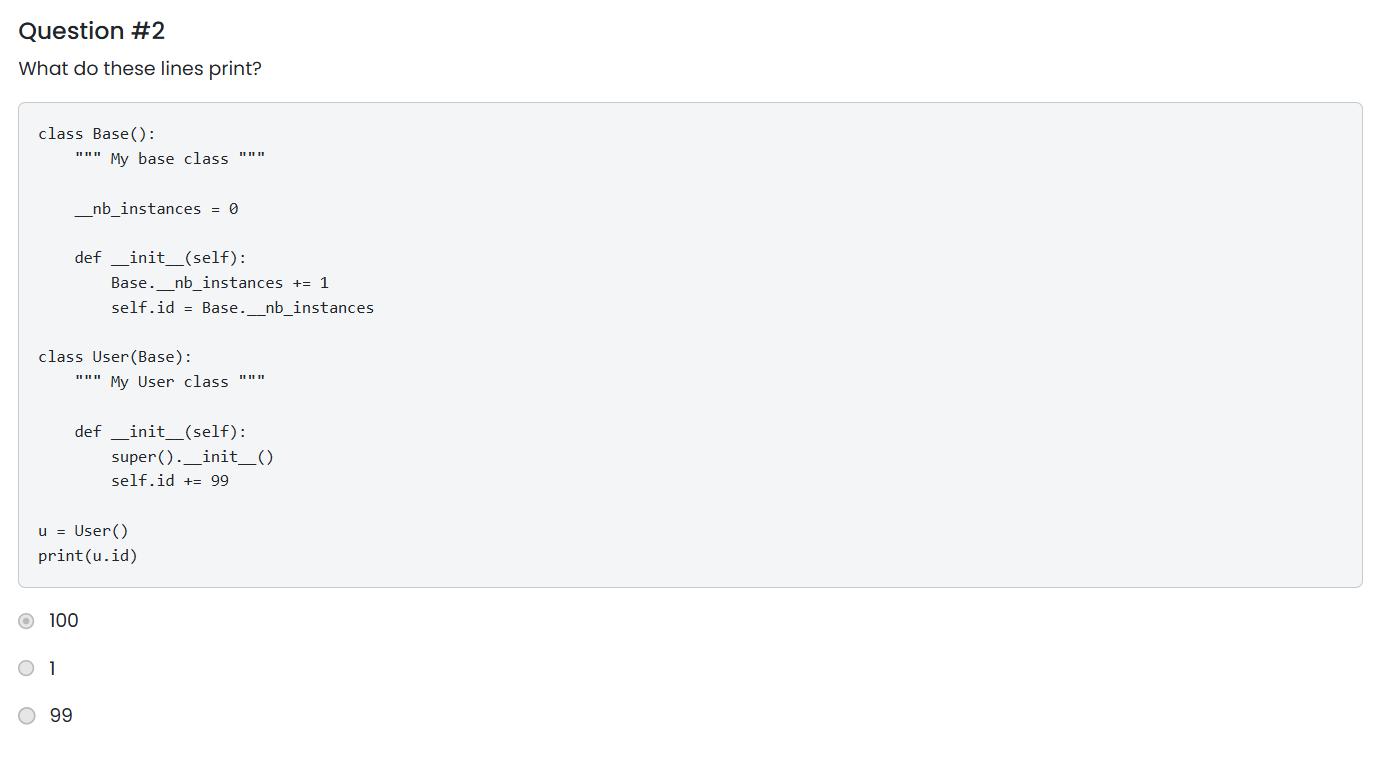 Question #2
What do these lines print?
class Base():
    """ My base class """
    __nb_instances = 0
    def __init__(self):
        Base.__nb_instances += 1
        self.id = Base.__nb_instances
class User(Base):
    """ My User class """
    def __init__(self):
        super().__init__()
        self.id += 99
u = User()
print(u.id)
100
1
99